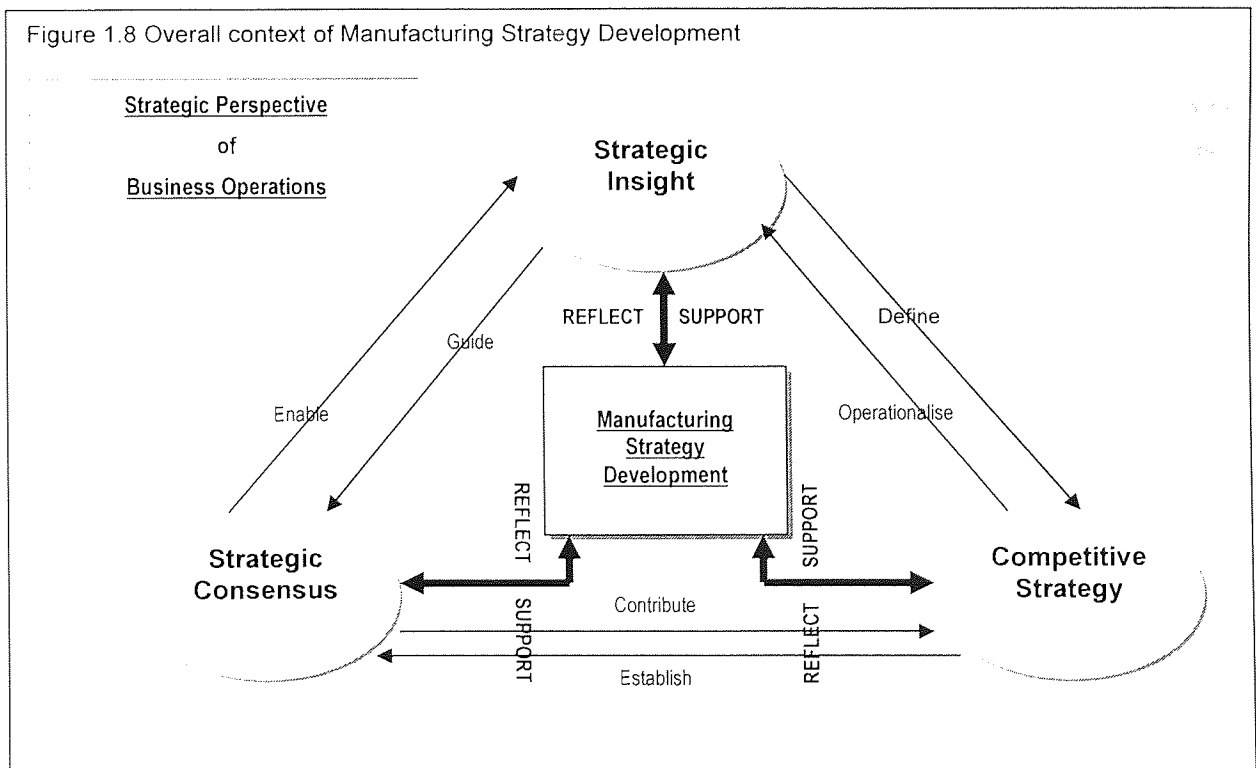 Figure 1.8 Overall context of Manufacturing Strategy Development
Strategic Perspective
of
Business Operations
Strategic
Insight
REFLECT SUPPORT
Guide
Define
Enable
Operationalise
Manufacturing
Strategy
Development
REFLECT
SUPPORT
Strategic
Consensus
Competitive
Strategy
Contribute
SUPPORT
REFLECT
Establish